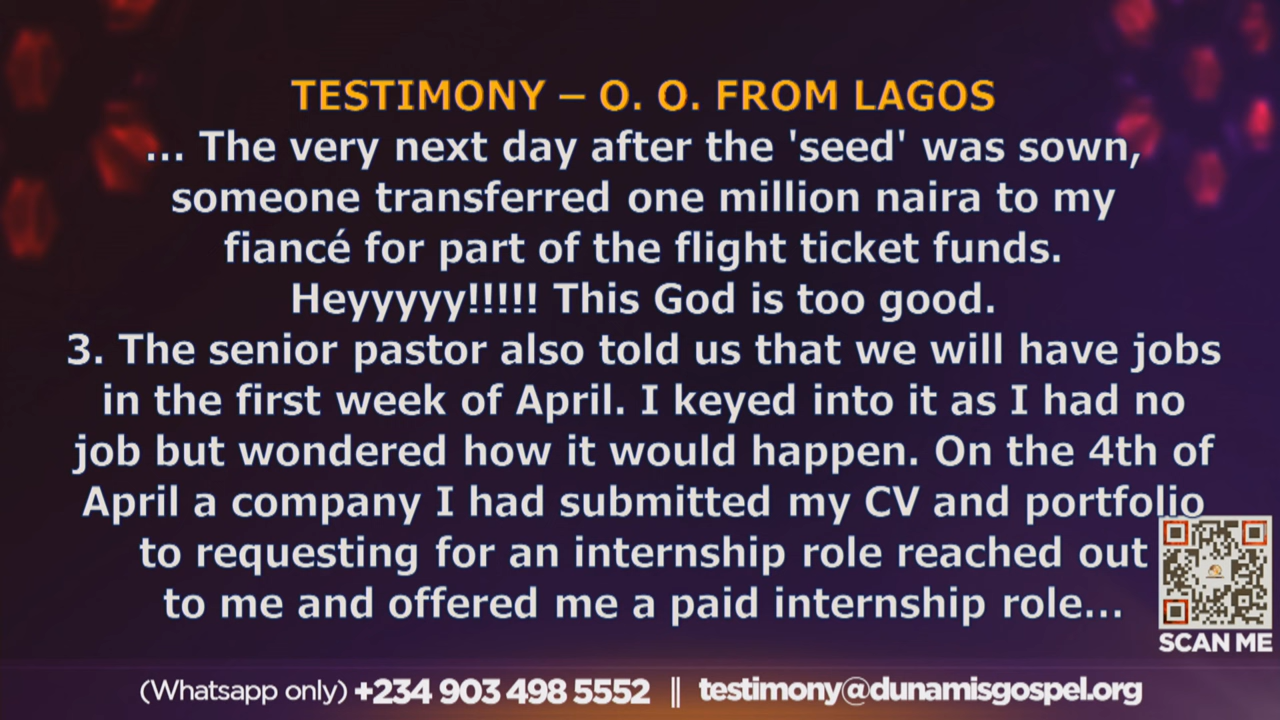 TESTIMONY – O. O. FROM LAGOS
... The very next day after the 'seed' was sown,
someone transferred one million naira to my
fiancé for part of the flight ticket funds.
Heyyyyy!!!!! This God is too good.
3. The senior pastor also told us that we will have jobs
in the first week of April. I keyed into it as I had no
job but wondered how it would happen. On the 4th of
April a company I had submitted my CV and portfolio
to requesting for an internship role reached out
to me and offered me a paid internship role...
SCAN ME
(Whatsapp only) +234 903 498 5552 || testimony@dunamisgospel.org